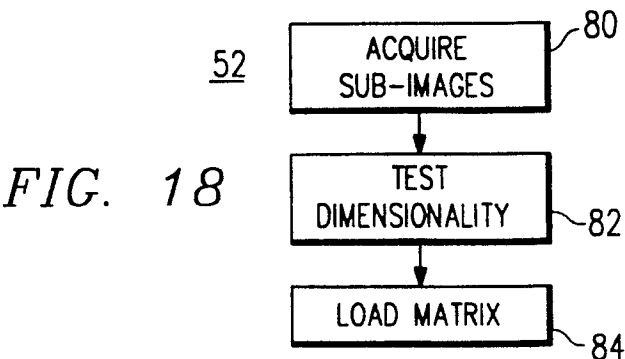 52
ACQUIRE
SUB-IMAGES
80
FIG. 18
TEST
DIMENSIONALITY
82
LOAD MATRIX
84